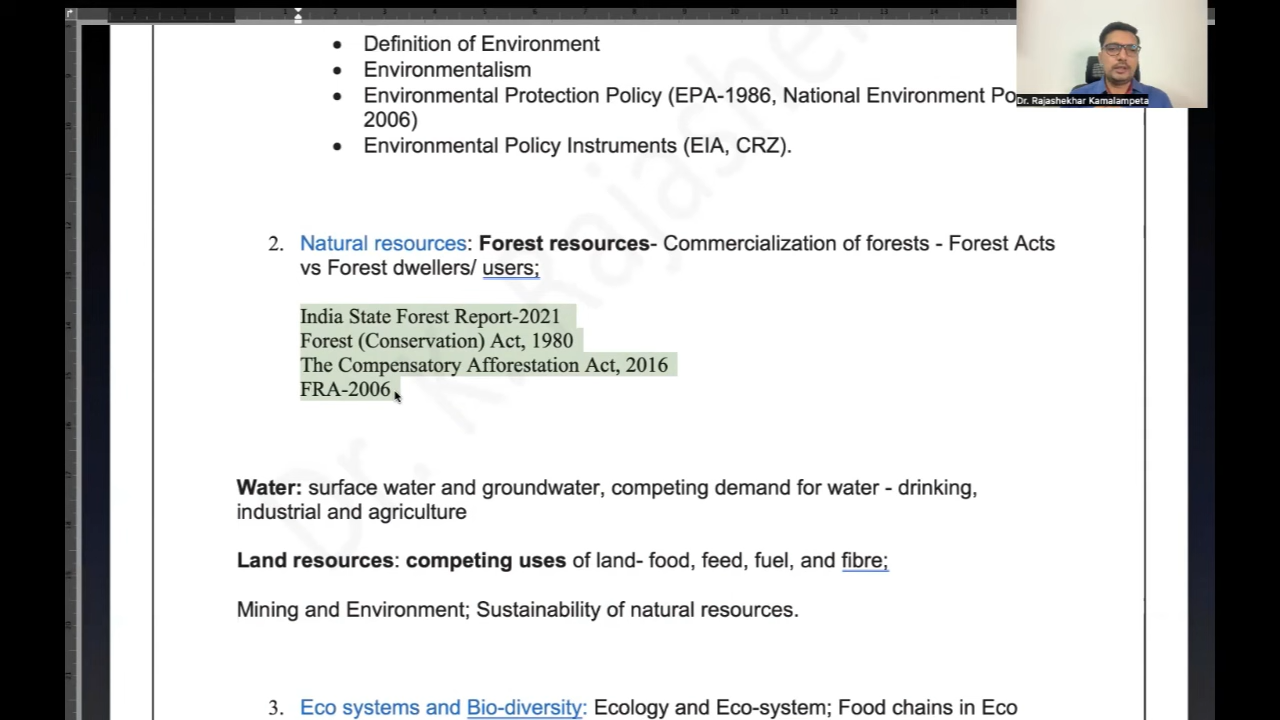 • Definition of Environment
• Environmentalism
• Environmental Protection Policy (EPA-1986, National Environment Po
2006)
• Environmental Policy Instruments (EIA, CRZ).
Dr. Rajashekhar Kamalampeta
2. Natural resources: Forest resources- Commercialization of forests - Forest Acts
vs Forest dwellers/ users;
India State Forest Report-2021
Forest (Conservation) Act, 1980
The Compensatory Afforestation Act, 2016
FRA-2006
Water: surface water and groundwater, competing demand for water - drinking,
industrial and agriculture
Land resources: competing uses of land- food, feed, fuel, and fibre;
Mining and Environment; Sustainability of natural resources.
3. Eco systems and Bio-diversity: Ecology and Eco-system; Food chains in Eco
Dr. K Rajashe